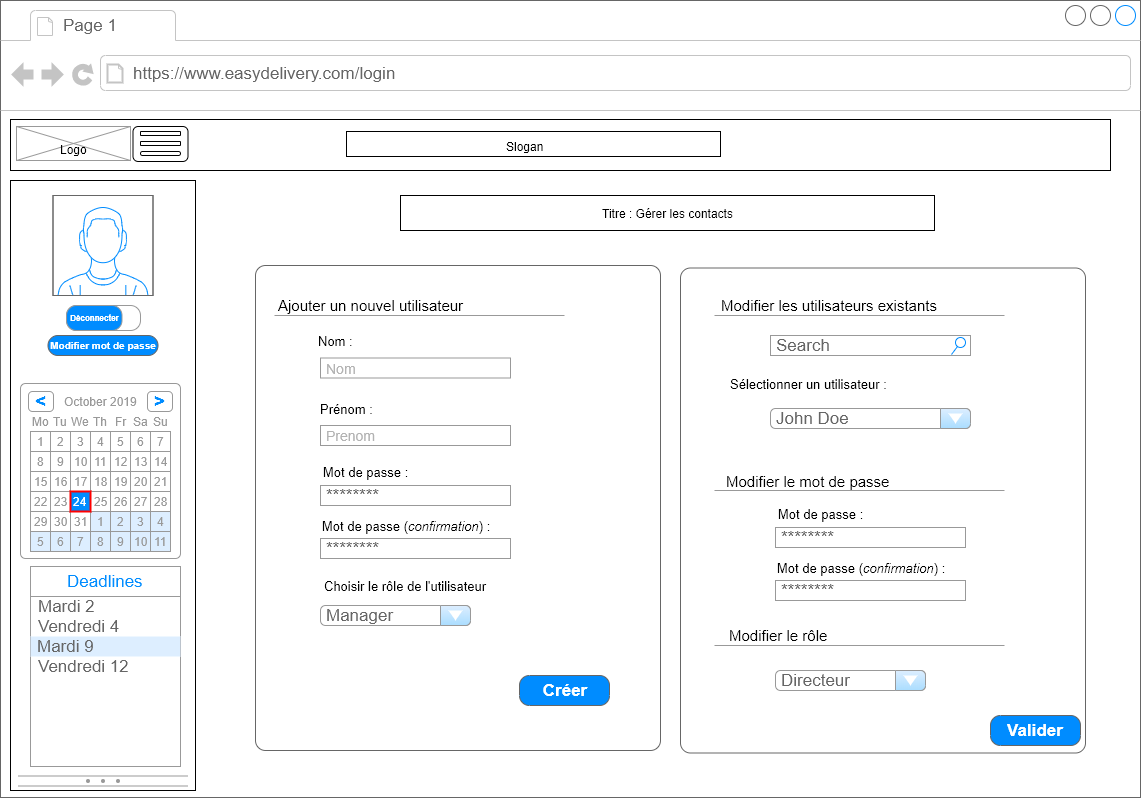 Page 1
https://www.easydelivery.com/login
Logo
Slogan
Titre : Gérer les contacts
Déconnecter
Modifier mot de passe
< October 2019 >
Mo Tu We Th Fr Sa Su
1 2 3 4 5 6 7
8 9 10 11 12 13 14
15 16 17 18 19 20 21
22 23 24 25 26 27 28
29 30 31 1 2 3 4
5 6 7 8 9 10 11
Deadlines
Mardi 2
Vendredi 4
Mardi 9
Vendredi 12
Ajouter un nouvel utilisateur
Nom :
Nom
Prénom :
Prenom
Mot de passe :
********
Mot de passe (confirmation) :
********
Choisir le rôle de l'utilisateur
Manager
Créer
Modifier les utilisateurs existants
Search
Sélectionner un utilisateur :
John Doe
Modifier le mot de passe
Mot de passe :
********
Mot de passe (confirmation) :
********
Modifier le rôle
Directeur
Valider